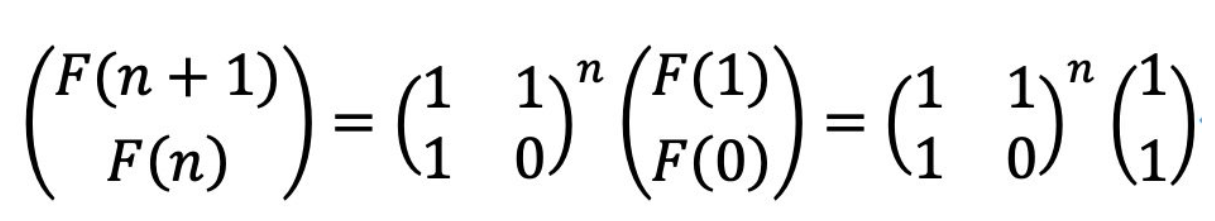 (F(n + 1) F(n)) = (1 1 1 0)^n (F(1) F(0)) = (1 1 1 0)^n (1 1)